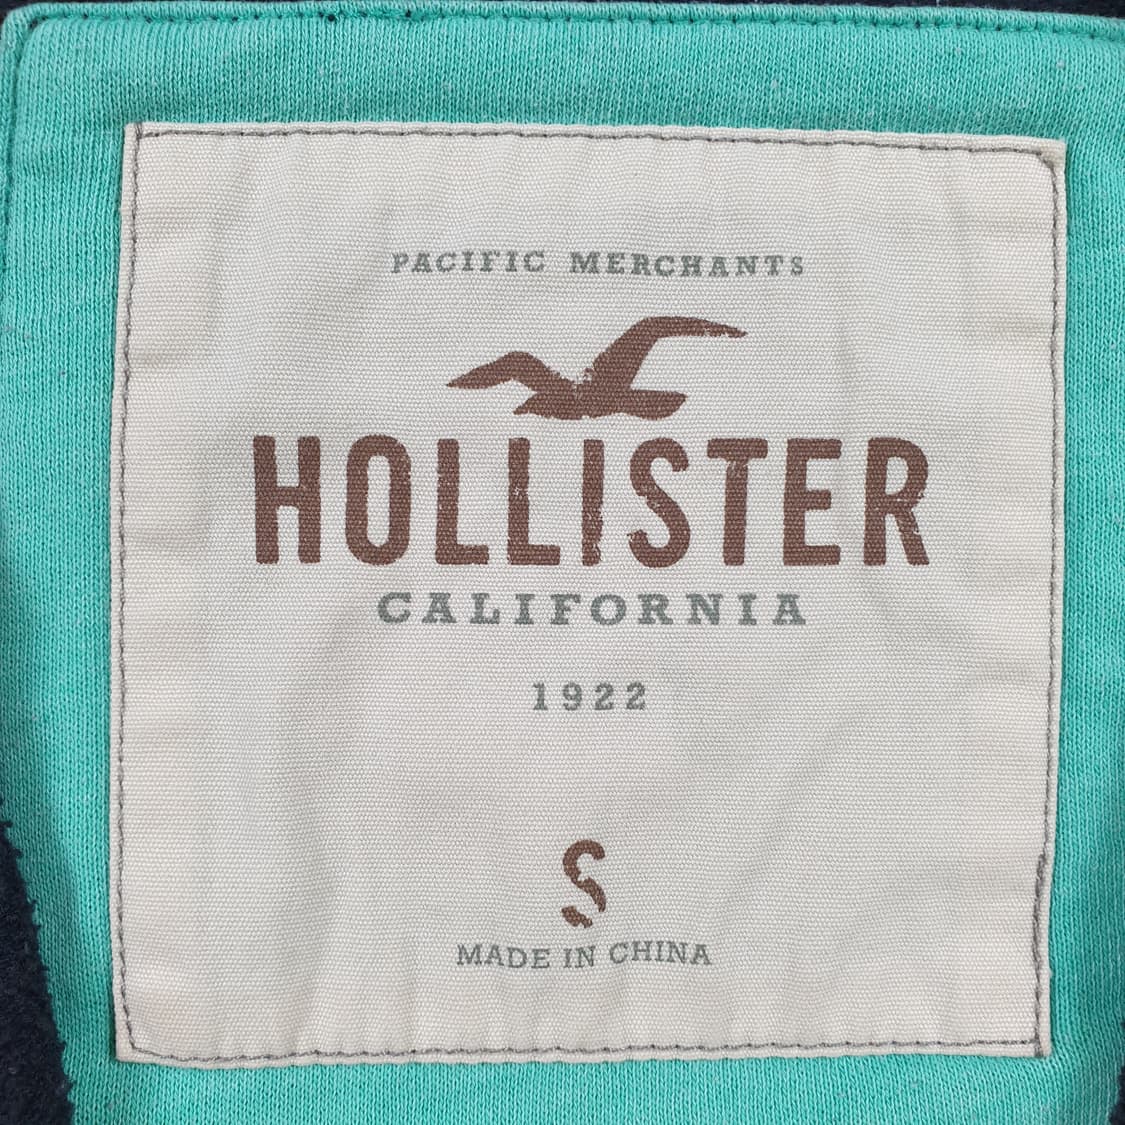 PACIFIC MERCHANTS
HOLLISTER
CALIFORNIA
1922
S
MADE IN CHINA